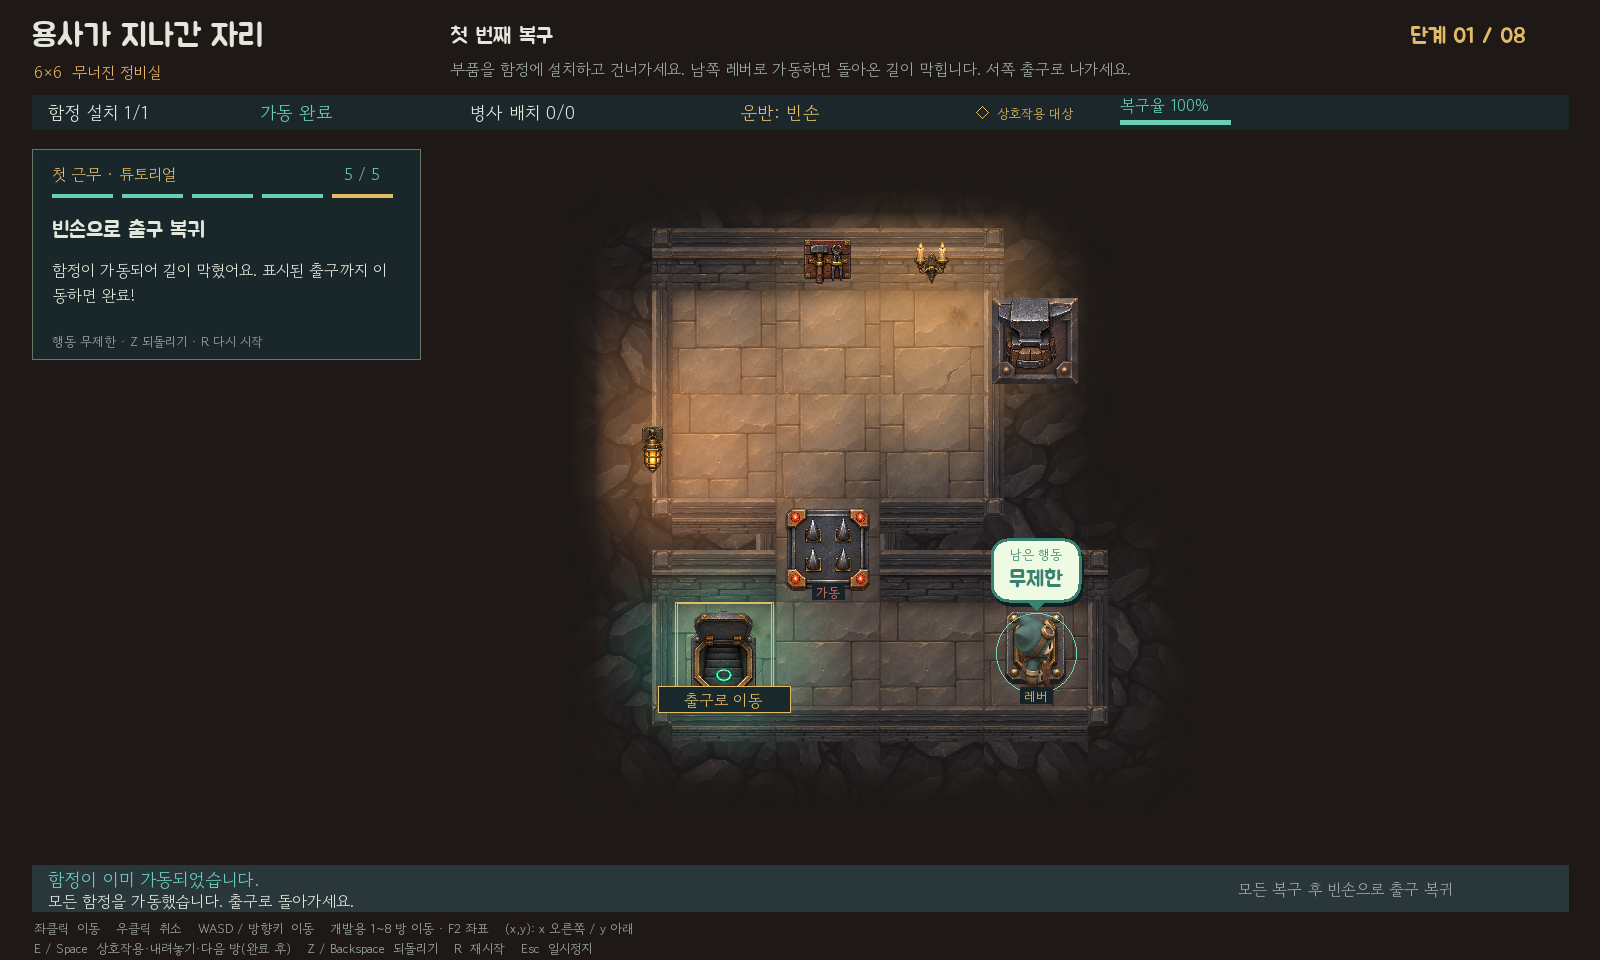 용사가 지나간 자리
6×6 무너진 정비실
첫 번째 복구
부품을 함정에 설치하고 건너가세요. 남쪽 레버로 가동하면 돌아온 길이 막힙니다. 서쪽 출구로 나가세요.
단계 01 / 08
함정 설치 1/1 가동 완료 병사 배치 0/0 운반: 빈손 ◇ 상호작용 대상 복구율 100%
첫 근무 · 튜토리얼 5 / 5
빈손으로 출구 복귀
함정이 가동되어 길이 막혔어요. 표시된 출구까지 이
동하면 완료!
행동 무제한 · Z 되돌리기 · R 다시 시작
남은 행동
무제한
가동
레버
출구로 이동
함정이 이미 가동되었습니다.
모든 함정을 가동했습니다. 출구로 돌아가세요.
모든 복구 후 빈손으로 출구 복귀
좌클릭 이동 우클릭 취소 WASD / 방향키 이동 개발용 1~8 방 이동 · F2 좌표 (x,y): x 오른쪽 / y 아래
E / Space 상호작용·내려놓기·다음 방(완료 후) Z / Backspace 되돌리기 R 재시작 Esc 일시정지